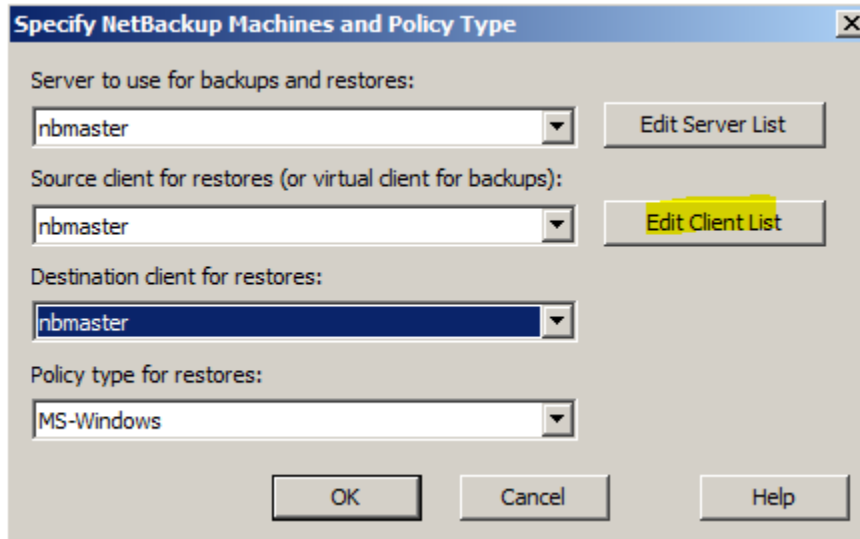 Specify NetBackup Machines and Policy Type
Server to use for backups and restores:
nbmaster
Edit Server List
Source client for restores (or virtual client for backups):
nbmaster
Edit Client List
Destination client for restores:
nbmaster
Policy type for restores:
MS-Windows
OK
Cancel
Help